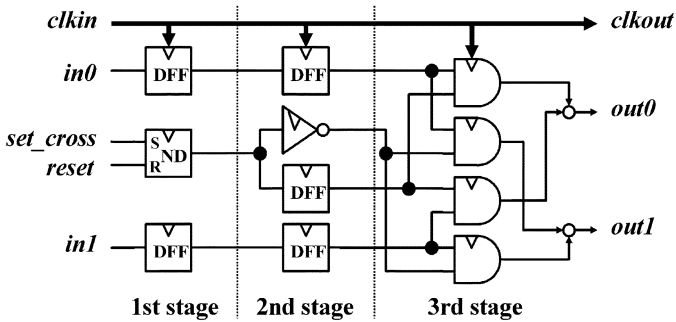 clkin
clkout
in0
DFF
DFF
out0
set_cross
reset
S
R
ND
DFF
in1
DFF
DFF
out1
1st stage
2nd stage
3rd stage